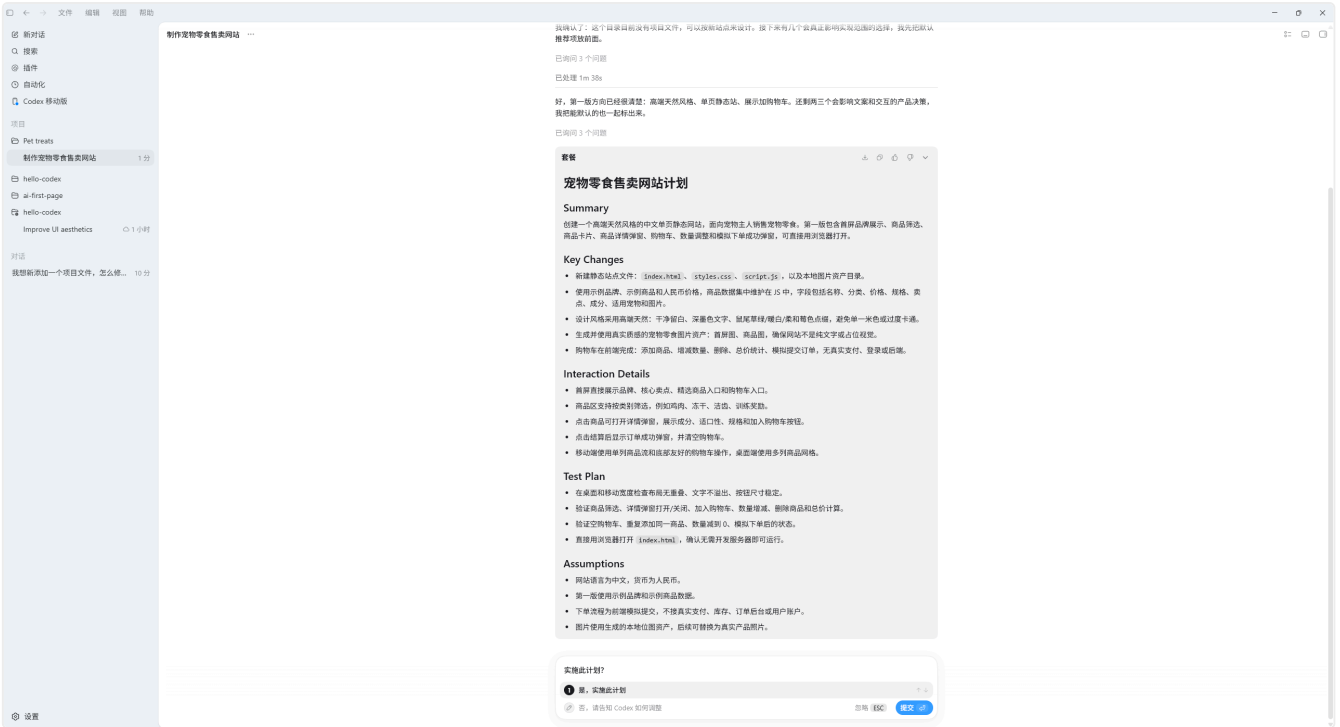 文件 编辑 视图 帮助
新对话
搜索
插件
自动化
Codex 移动版
项目
Pet treats
制作宠物零食售卖网站 1 分
hello-codex
ai-first-page
hello-codex
Improve UI aesthetics 1 小时
对话
我想新添加一个项目文件，怎么修... 10 分
设置
制作宠物零食售卖网站 ...
我确认了：这个目录目前没有项目文件，可以按新站点来设计。接下来有几个会真正影响实现范围的选择，我先把默认
推荐项放前面。
已询问 3 个问题
已处理 1m 38s
好，第一版方向已经很清楚：高端天然风格、单页静态站、展示加购物车。还剩两三个会影响文案和交互的产品决策，
我把能默认的也一起标出来。
已询问 3 个问题
套餐
宠物零食售卖网站计划
Summary
创建一个高端天然风格的中文单页静态网站，面向宠物主人销售宠物零食。第一版包含首屏品牌展示、商品筛选、
商品卡片、商品详情弹窗、购物车、数量调整和模拟下单成功弹窗，可直接用浏览器打开。
Key Changes
• 新建静态站点文件：index.html、styles.css、script.js，以及本地图片资产目录。
• 使用示例品牌、示例商品和人民币价格，商品数据集中维护在 JS 中，字段包括名称、分类、价格、规格、卖
点、成分、适用宠物和图片。
• 设计风格采用高端天然：干净留白、深墨色文字、鼠尾草绿/暖白/柔和莓色点缀，避免单一米色或过度卡通。
• 生成并使用真实质感的宠物零食图片资产：首屏图、商品图，确保网站不是纯文字或占位视觉。
• 购物车在前端完成：添加商品、增减数量、删除、总价统计、模拟提交订单，无真实支付、登录或后端。
Interaction Details
• 首屏直接展示品牌、核心卖点、精选商品入口和购物车入口。
• 商品区支持按类别筛选，例如鸡肉、冻干、洁齿、训练奖励。
• 点击商品可打开详情弹窗，展示成分、适口性、规格和加入购物车按钮。
• 点击结算后显示订单成功弹窗，并清空购物车。
• 移动端使用单列商品流和底部友好的购物车操作，桌面端使用多列商品网格。
Test Plan
• 在桌面和移动宽度检查布局无重叠、文字不溢出、按钮尺寸稳定。
• 验证商品筛选、详情弹窗打开/关闭、加入购物车、数量增减、删除商品和总价计算。
• 验证空购物车、重复添加同一商品、数量减到 0、模拟下单后的状态。
• 直接用浏览器打开 index.html，确认无需开发服务器即可运行。
Assumptions
• 网站语言为中文，货币为人民币。
• 第一版使用示例品牌和示例商品数据。
• 下单流程为前端模拟提交，不接真实支付、库存、订单后台或用户账户。
• 图片使用生成的本地位图资产，后续可替换为真实产品照片。
实施此计划？
1 是，实施此计划
否，请告知 Codex 如何调整 忽略 ESC 提交